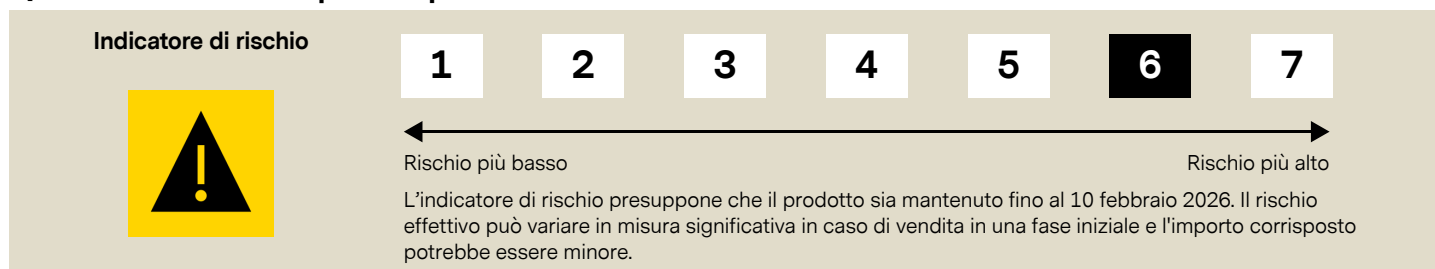 Indicatore di rischio
1 2 3 4 5 6 7
Rischio più basso Rischio più alto
L'indicatore di rischio presuppone che il prodotto sia mantenuto fino al 10 febbraio 2026. Il rischio
effettivo può variare in misura significativa in caso di vendita in una fase iniziale e l'importo corrisposto
potrebbe essere minore.